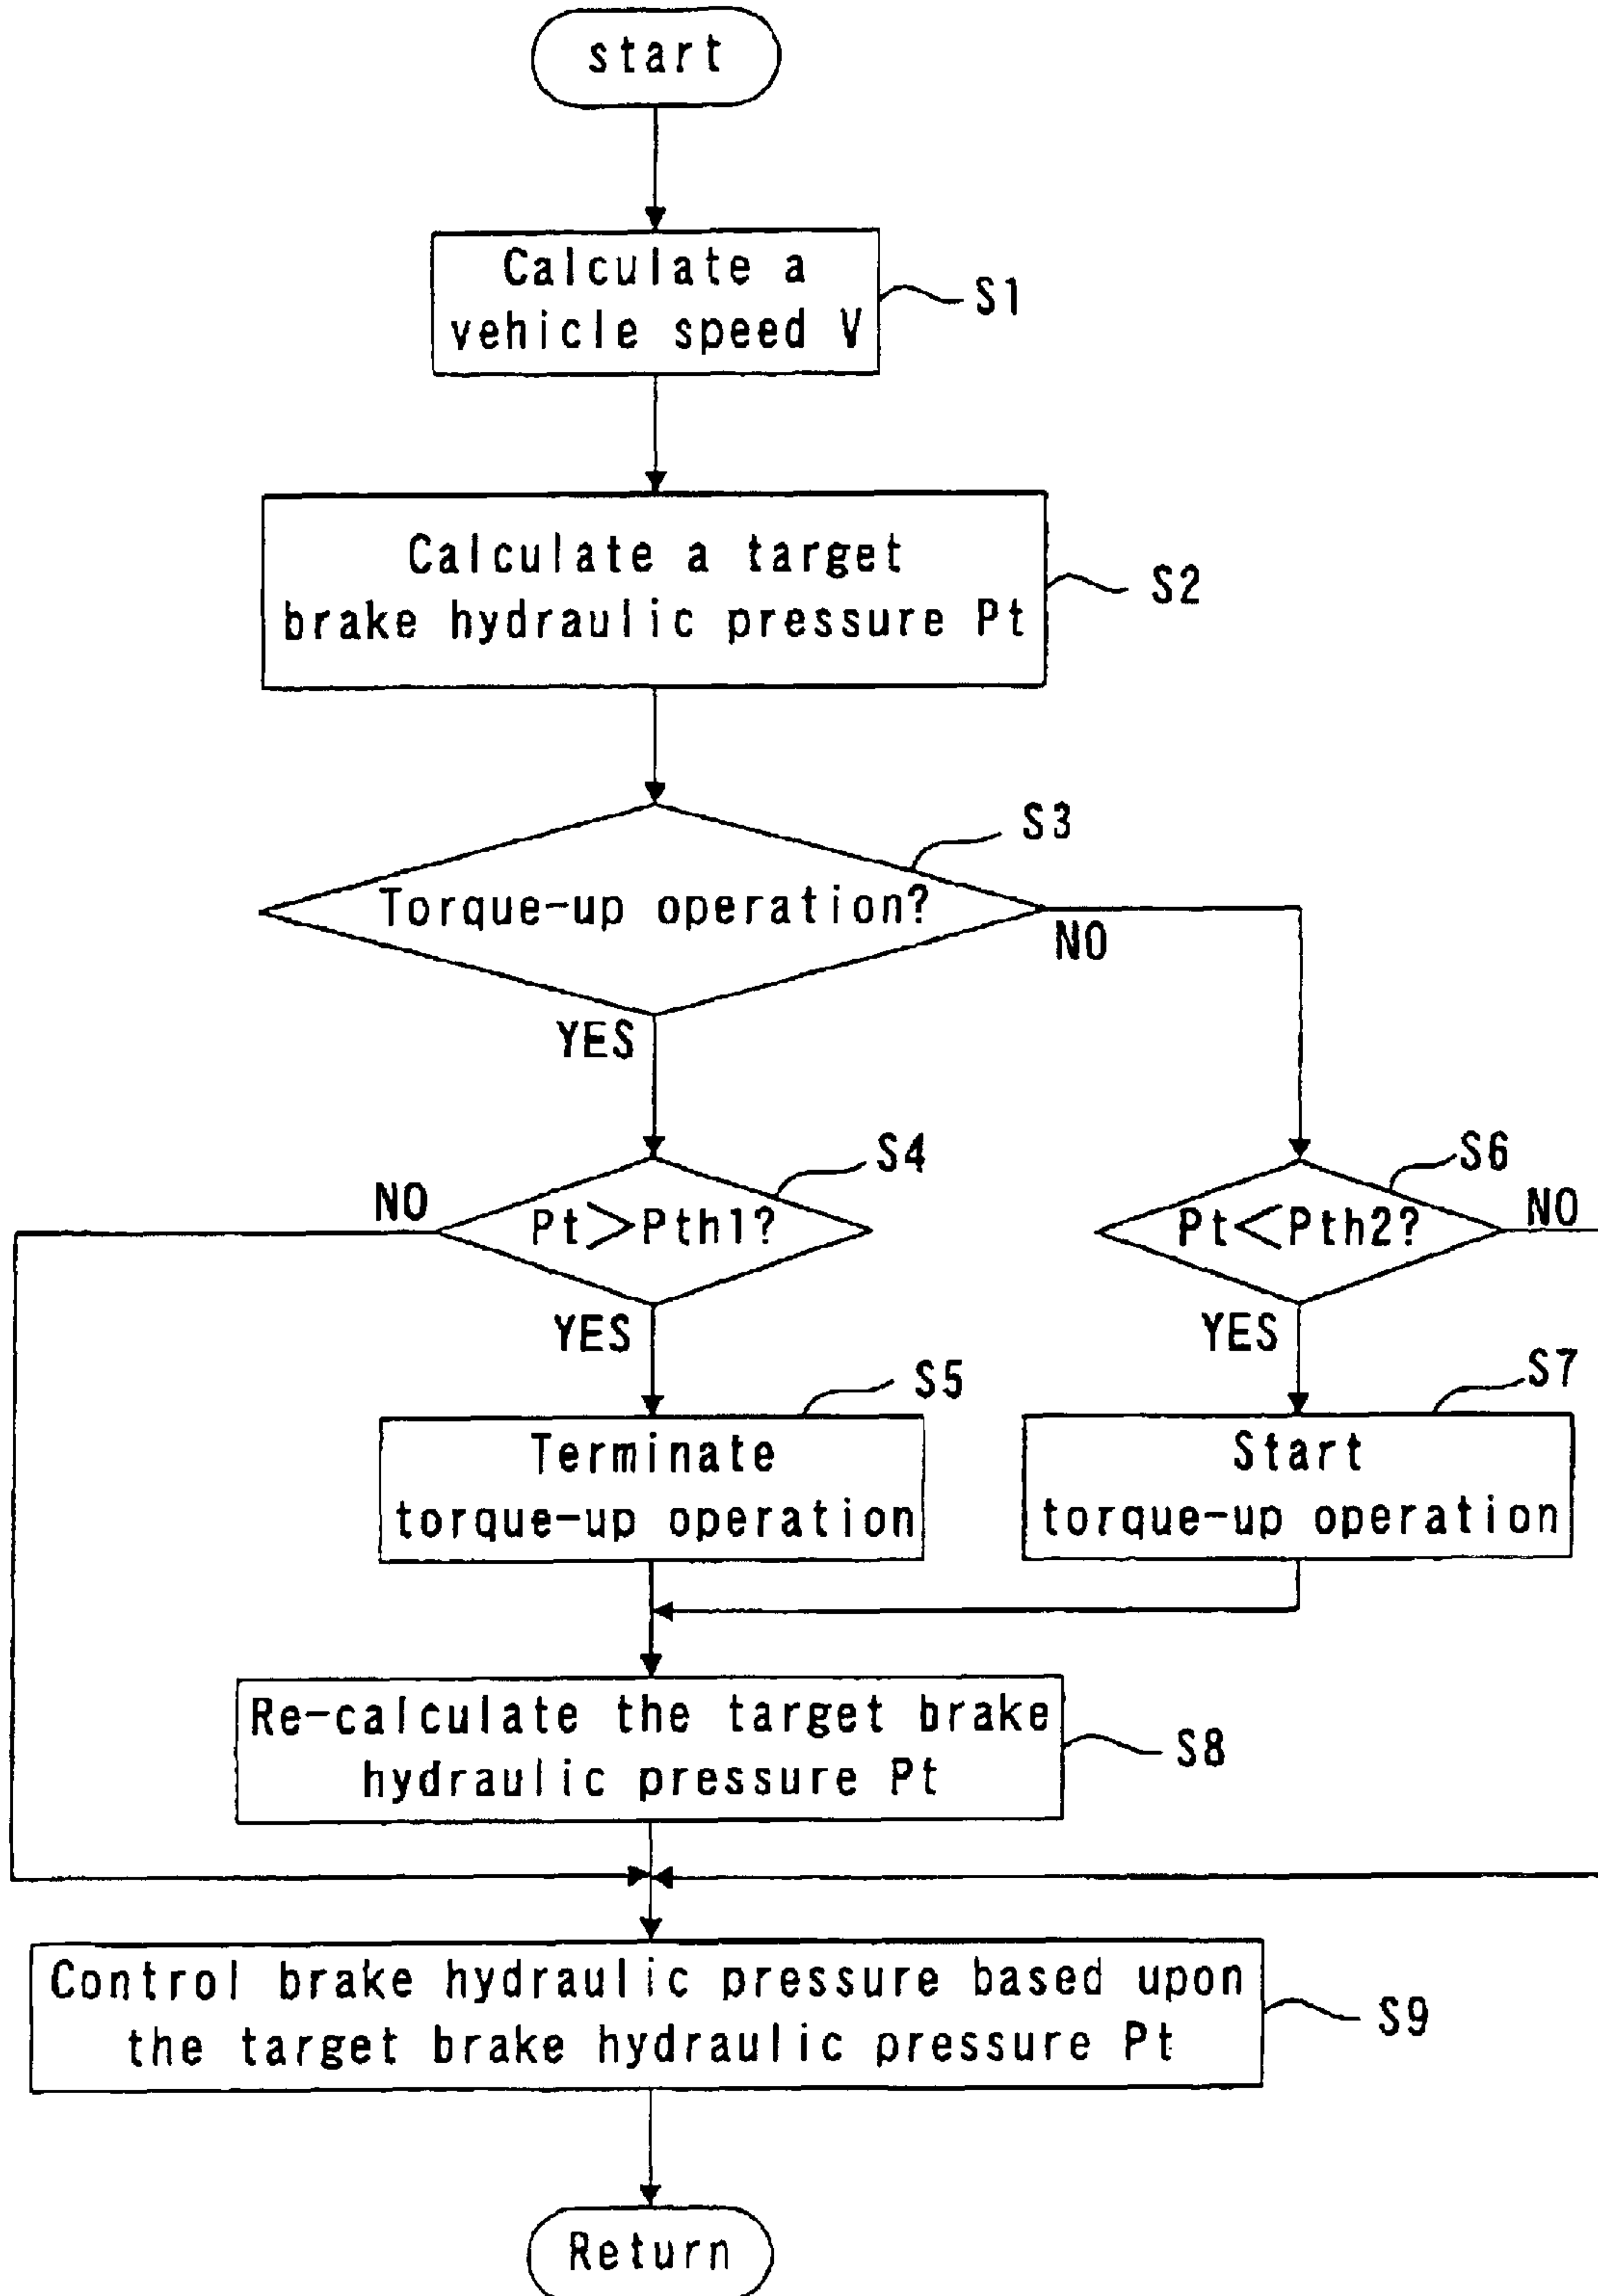 start
Calculate a
vehicle speed V
S1
Calculate a target
brake hydraulic pressure Pt
S2
S3
Torque-up operation?
NO
YES
S4
NO
Pt>Pth1?
S6
NO
Pt<Pth2?
YES
YES
S5
S7
Terminate
torque-up operation
Start
torque-up operation
Re-calculate the target brake
hydraulic pressure Pt
S8
Control brake hydraulic pressure based upon
the target brake hydraulic pressure Pt
S9
Return